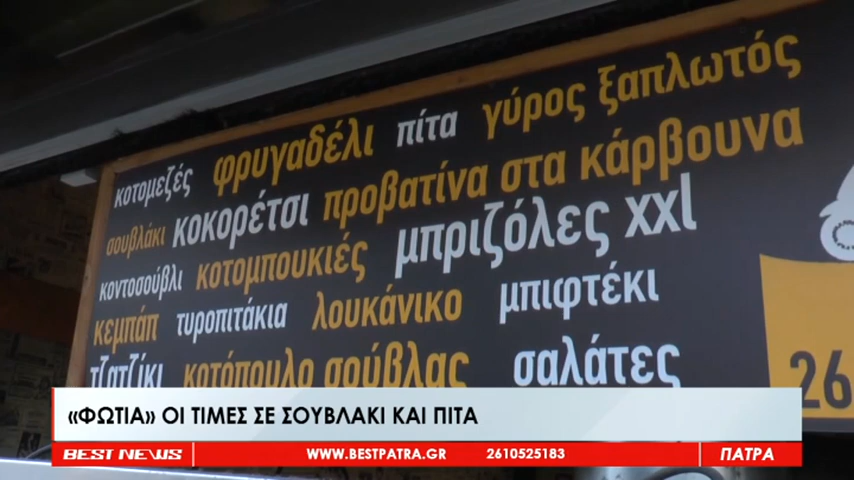 κοτομεζές φρυγαδέλι πίτα γύρος ξαπλωτός
σουβλάκι κοκορέτσι προβατίνα στα κάρβουνα
κοντοσούβλι κοτομπουκιές μπριζόλες xxl
κεμπάπ τυροπιτάκια λουκάνικο μπιφτέκι
τζατζίκι κοτόπουλο σούβλας σαλάτες
26
«ΦΩΤΙΑ» ΟΙ ΤΙΜΕΣ ΣΕ ΣΟΥΒΛΑΚΙ ΚΑΙ ΠΙΤΑ
BEST NEWS WWW.BESTPATRA.GR 2610525183 ΠΑΤΡΑ